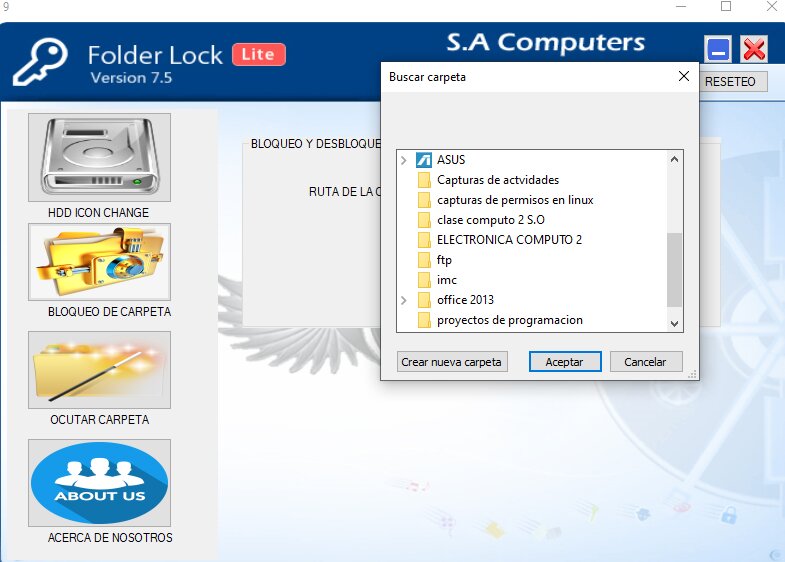 9
Folder Lock Lite
Version 7.5
S.A Computers
RESETEO
HDD ICON CHANGE
BLOQUEO DE CARPETA
OCUTAR CARPETA
ABOUT US
ACERCA DE NOSOTROS
BLOQUEO Y DESBLOQUE
RUTA DE LA C
Buscar carpeta
ASUS
Capturas de actvidades
capturas de permisos en linux
clase computo 2 S.O
ELECTRONICA COMPUTO 2
ftp
imc
office 2013
proyectos de programacion
Crear nueva carpeta
Aceptar
Cancelar